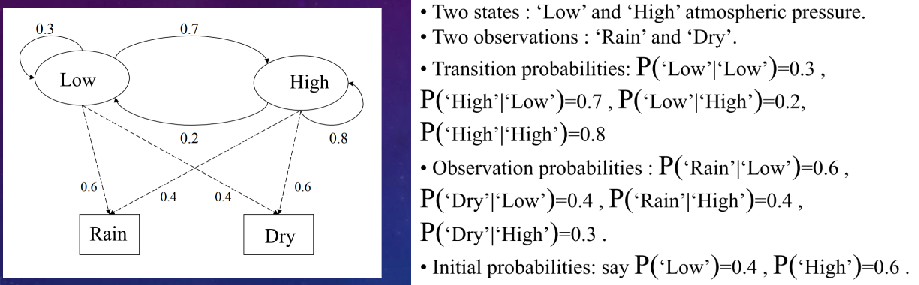 0.3
0.7
Low
High
0.2
0.8
0.6
0.4
0.4
0.6
Rain
Dry
• Two states : ‘Low’ and ‘High’ atmospheric pressure.
• Two observations : ‘Rain’ and ‘Dry’.
• Transition probabilities: P(‘Low’|‘Low’)=0.3 ,
P(‘High’|‘Low’)=0.7 , P(‘Low’|‘High’)=0.2,
P(‘High’|‘High’)=0.8
• Observation probabilities : P(‘Rain’|‘Low’)=0.6 ,
P(‘Dry’|‘Low’)=0.4 , P(‘Rain’|‘High’)=0.4 ,
P(‘Dry’|‘High’)=0.3 .
• Initial probabilities: say P(‘Low’)=0.4 , P(‘High’)=0.6 .